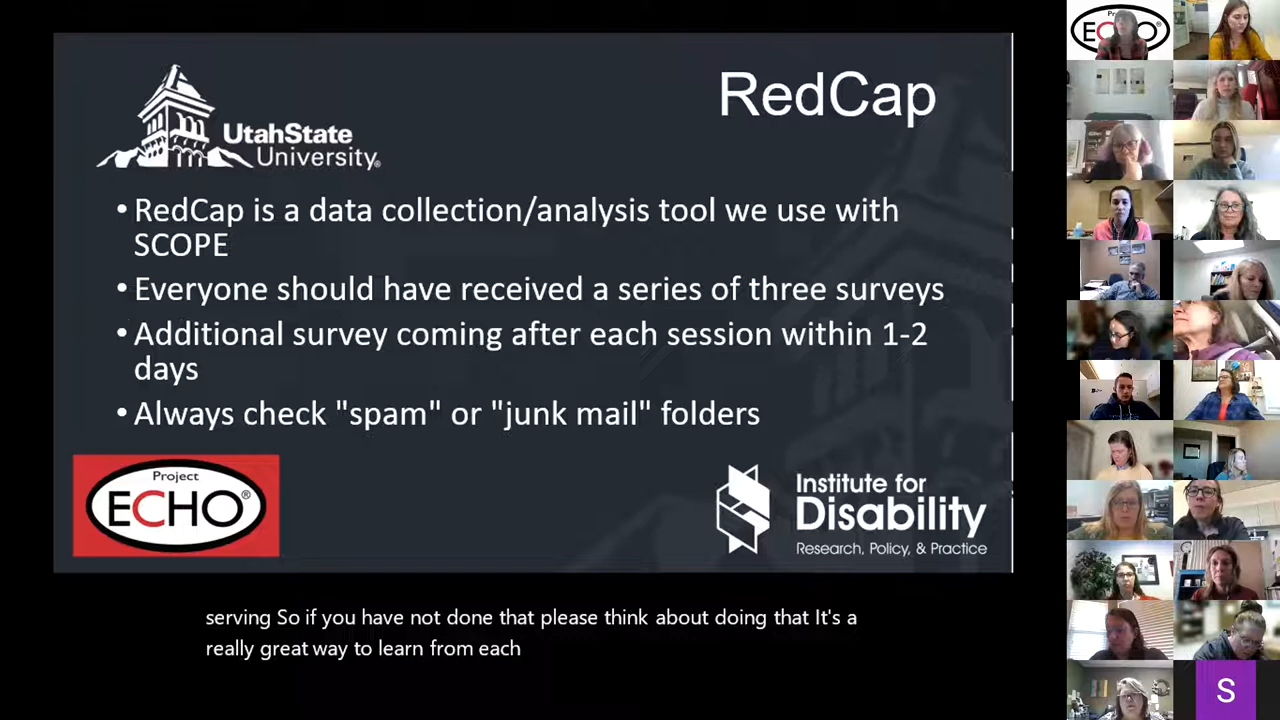 RedCap
UtahState
University®
•RedCap is a data collection/analysis tool we use with
SCOPE
•Everyone should have received a series of three surveys
•Additional survey coming after each session within 1-2
days
•Always check "spam" or "junk mail" folders
Project
ECHO®
Institute for
Disability
Research, Policy, & Practice
serving So if you have not done that please think about doing that It's a
really great way to learn from each
ECHO®
S